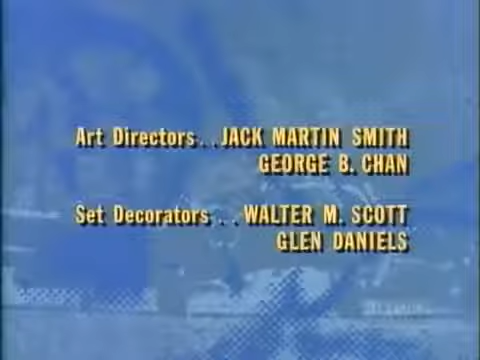 Art Directors . . JACK MARTIN SMITH
GEORGE B. CHAN
Set Decorators . . WALTER M. SCOTT
GLEN DANIELS